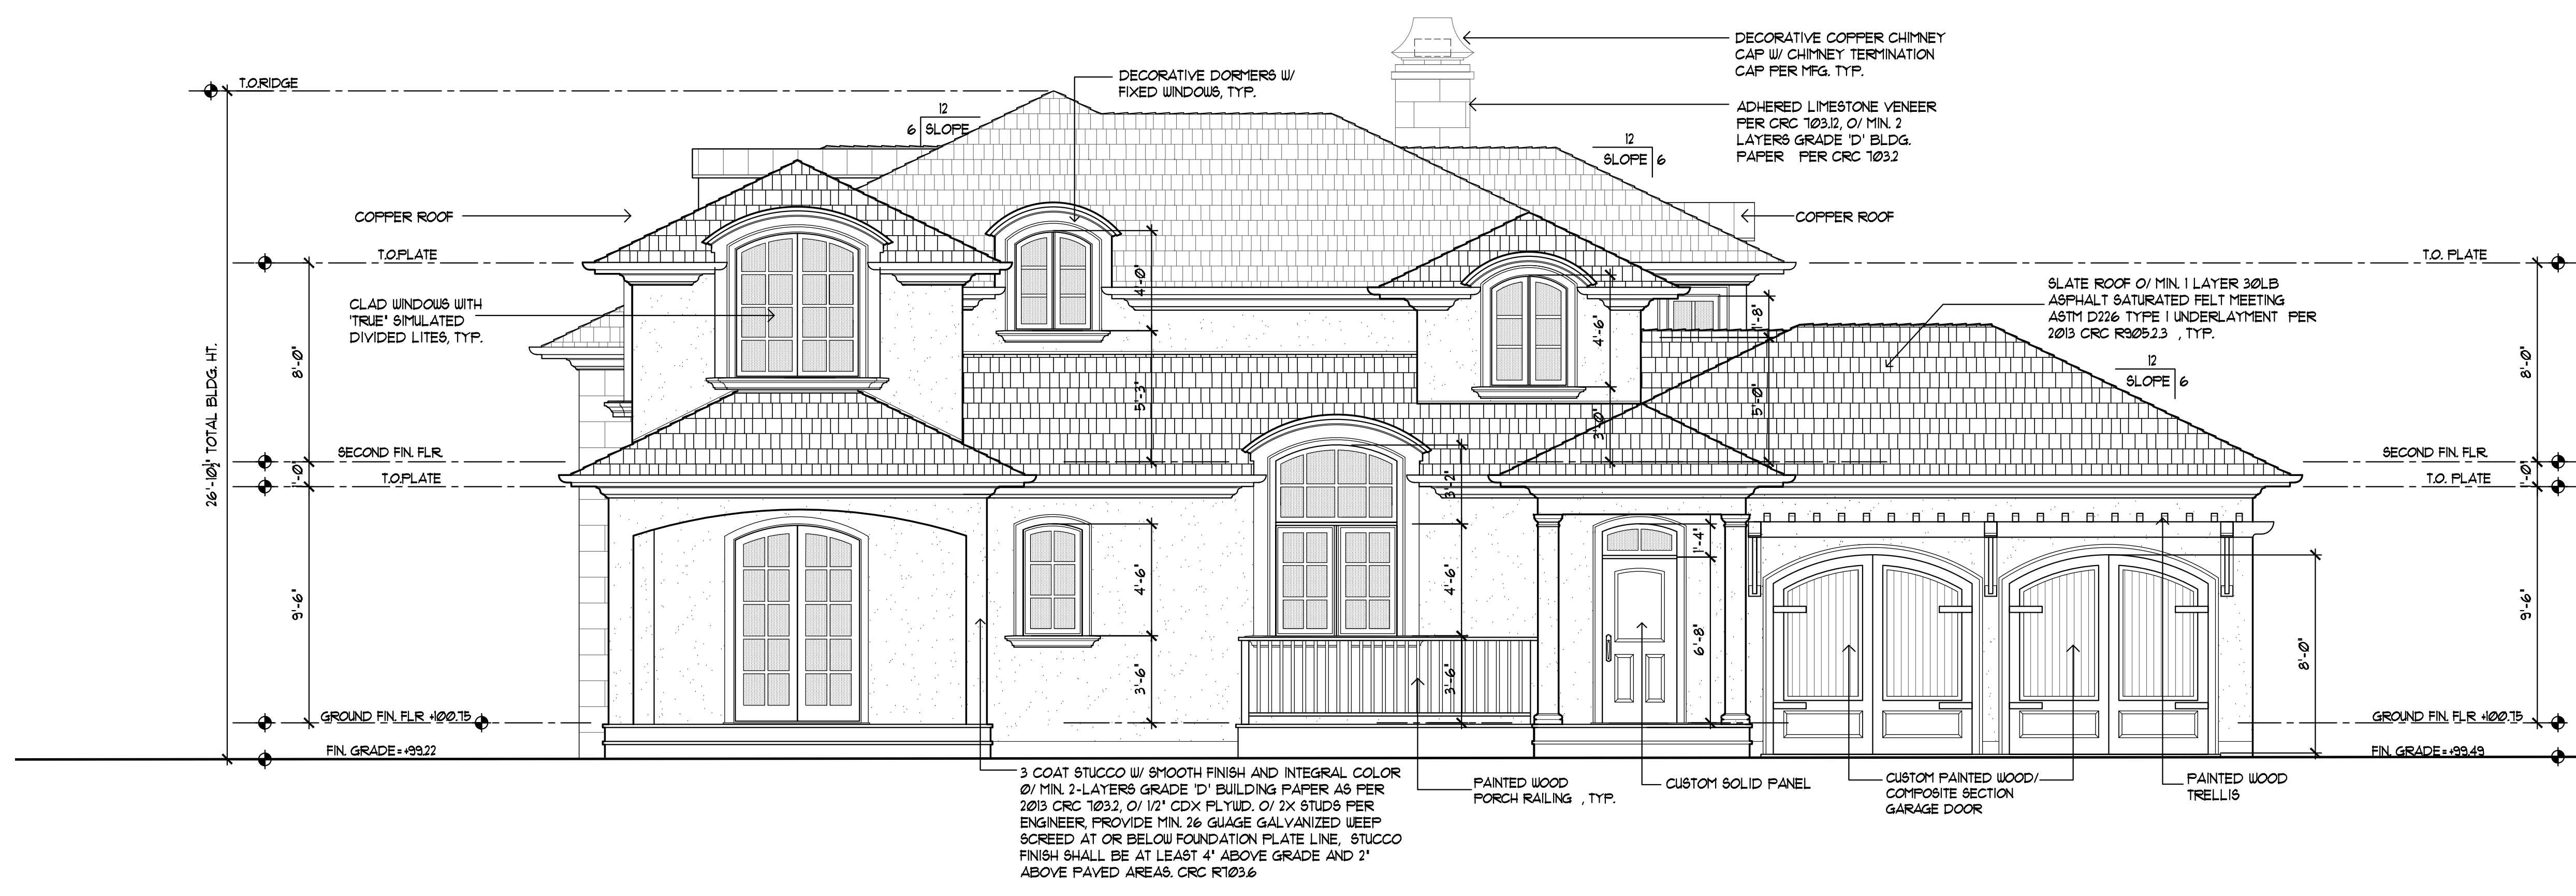 DECORATIVE COPPER CHIMNEY
CAP W/ CHIMNEY TERMINATION
CAP PER MFG. TYP.
T.O.RIDGE
DECORATIVE DORMERS W/
FIXED WINDOWS, TYP.
ADHERED LIMESTONE VENEER
PER CRC 703.12, O/ MIN. 2
LAYERS GRADE 'D' BLDG.
PAPER PER CRC 703.2
12
6 SLOPE
12
SLOPE 6
COPPER ROOF
COPPER ROOF
T.O.PLATE
T.O. PLATE
CLAD WINDOWS WITH
'TRUE" SIMULATED
DIVIDED LITES, TYP.
SLATE ROOF O/ MIN. 1 LAYER 30LB
ASPHALT SATURATED FELT MEETING
ASTM D226 TYPE 1 UNDERLAYMENT PER
2013 CRC R905.2.3 , TYP.
12
SLOPE 6
26'-10½" TOTAL BLDG. HT.
8'-0"
4'-0"
5'-3"
4'-6"
3'-0"
1'-8"
5'-0"
8'-0"
SECOND FIN. FLR.
SECOND FIN. FLR.
1'-0"
1'-0"
T.O.PLATE
T.O. PLATE
9'-6"
4'-6"
3'-6"
3'-2"
4'-6"
3'-6"
1'-4"
6'-8"
8'-0"
9'-6"
GROUND FIN. FLR +100.75
GROUND FIN. FLR +100.75
FIN. GRADE=+99.22
FIN. GRADE=+99.49
3 COAT STUCCO W/ SMOOTH FINISH AND INTEGRAL COLOR
O/ MIN. 2-LAYERS GRADE 'D' BUILDING PAPER AS PER
2013 CRC 703.2, O/ 1/2" CDX PLYWD. O/ 2X STUDS PER
ENGINEER, PROVIDE MIN. 26 GUAGE GALVANIZED WEEP
SCREED AT OR BELOW FOUNDATION PLATE LINE, STUCCO
FINISH SHALL BE AT LEAST 4" ABOVE GRADE AND 2"
ABOVE PAVED AREAS. CRC R703.6
PAINTED WOOD
PORCH RAILING , TYP.
CUSTOM SOLID PANEL
CUSTOM PAINTED WOOD/
COMPOSITE SECTION
GARAGE DOOR
PAINTED WOOD
TRELLIS